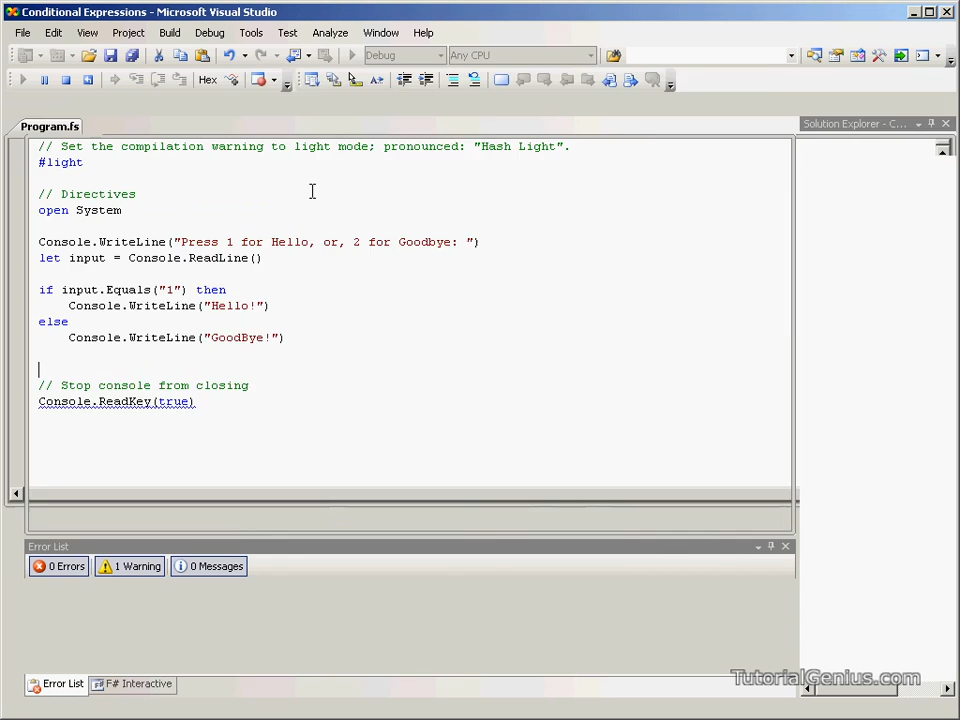 Conditional Expressions - Microsoft Visual Studio
File Edit View Project Build Debug Tools Test Analyze Window Help
Debug Any CPU
Hex
Program.fs
Solution Explorer - C...
// Set the compilation warning to light mode; pronounced: "Hash Light".
#light
// Directives
open System
Console.WriteLine("Press 1 for Hello, or, 2 for Goodbye: ")
let input = Console.ReadLine()
if input.Equals("1") then
Console.WriteLine("Hello!")
else
Console.WriteLine("GoodBye!")
// Stop console from closing
Console.ReadKey(true)
Error List
0 Errors 1 Warning 0 Messages
Error List F# Interactive
TutorialGenius.com